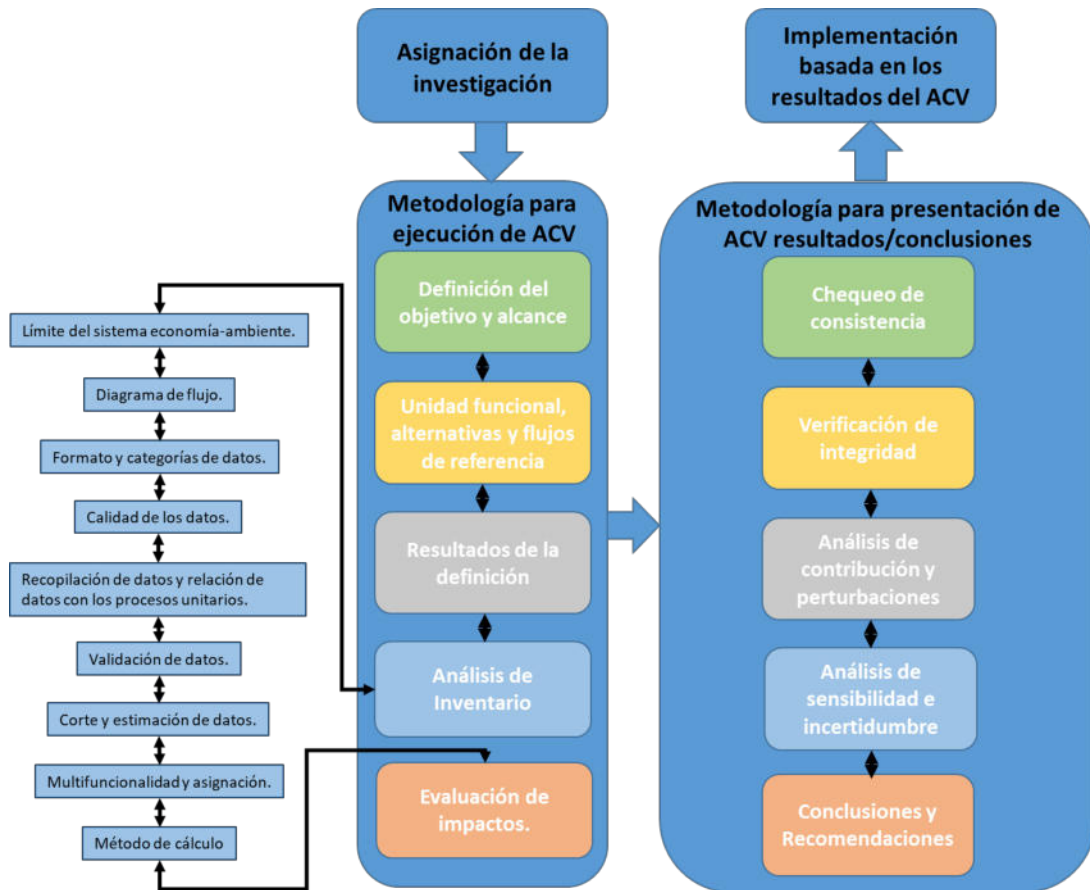 Asignación de la
investigación
Implementación
basada en los
resultados del ACV
Metodología para
ejecución de ACV
Definición del
objetivo y alcance
Unidad funcional,
alternativas y flujos
de referencia
Resultados de la
definición
Análisis de
Inventario
Evaluación de
impactos.
Límite del sistema economía-ambiente.
Diagrama de flujo.
Formato y categorías de datos.
Calidad de los datos.
Recopilación de datos y relación de
datos con los procesos unitarios.
Validación de datos.
Corte y estimación de datos.
Multifuncionalidad y asignación.
Método de cálculo
Metodología para presentación de
ACV resultados/conclusiones
Chequeo de
consistencia
Verificación de
integridad
Análisis de
contribución y
perturbaciones
Análisis de
sensibilidad e
incertidumbre
Conclusiones y
Recomendaciones